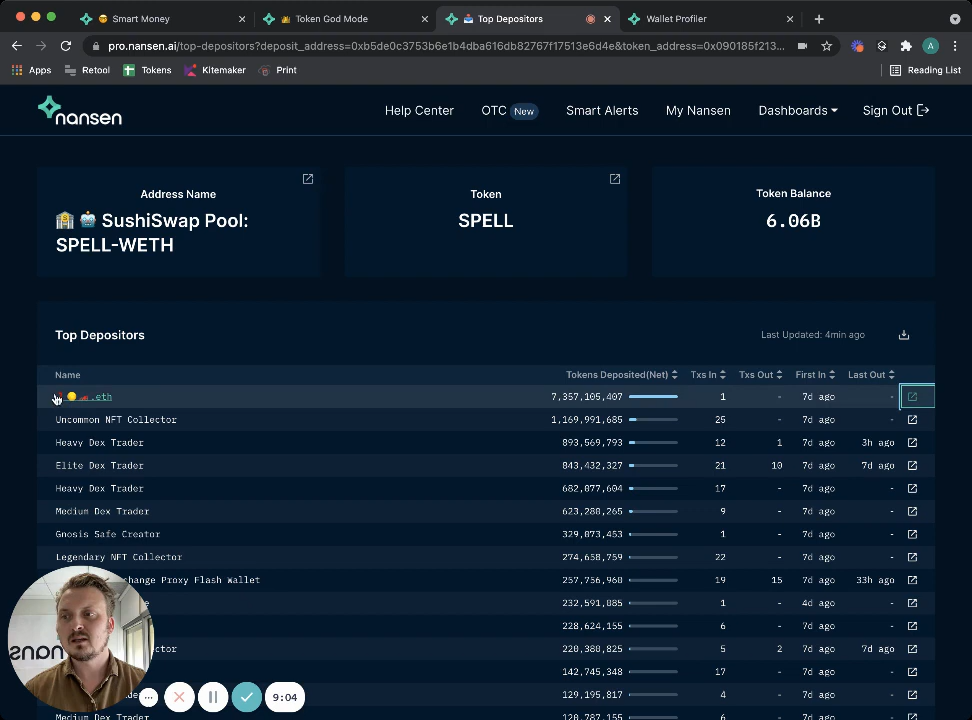 Smart Money
Token God Mode
Top Depositors
Wallet Profiler
pro.nansen.ai/top-depositors?deposit_address=0xb5de0c3753b6e1b4dba616db82767f17513e6d4e&token_address=0x090185f213...
A
Apps
Retool
Tokens
Kitemaker
Print
Reading List
nansen
Help Center
OTC New
Smart Alerts
My Nansen
Dashboards
Sign Out
Address Name
SushiSwap Pool:
SPELL-WETH
Token
SPELL
Token Balance
6.06B
Top Depositors
Last Updated: 4min ago
Name Tokens Deposited(Net) Txs In Txs Out First In Last Out
.eth 7,357,105,407 1 - 7d ago -
Uncommon NFT Collector 1,169,991,685 25 - 7d ago -
Heavy Dex Trader 893,569,793 12 1 7d ago 3h ago
Elite Dex Trader 843,432,327 21 10 7d ago 7d ago
Heavy Dex Trader 682,077,604 17 - 7d ago -
Medium Dex Trader 623,280,265 9 - 7d ago -
Gnosis Safe Creator 329,073,453 1 - 7d ago -
Legendary NFT Collector 274,658,759 22 - 7d ago -
change Proxy Flash Wallet 257,756,960 19 15 7d ago 33h ago
232,591,085 1 - 4d ago -
228,624,155 6 - 7d ago -
ctor 220,380,825 5 2 7d ago 7d ago
142,745,348 17 - 7d ago -
der 129,195,817 4 - 7d ago -
Medium Dex Trader 120,787,155 6 - 7d ago -
9:04